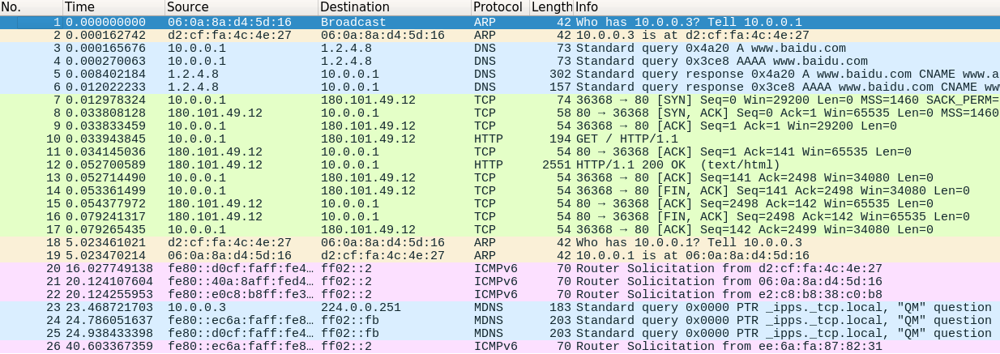 No. Time Source Destination Protocol Length Info
1 0.000000000 06:0a:8a:d4:5d:16 Broadcast ARP 42 Who has 10.0.0.3? Tell 10.0.0.1
2 0.000162742 d2:cf:fa:4c:4e:27 06:0a:8a:d4:5d:16 ARP 42 10.0.0.3 is at d2:cf:fa:4c:4e:27
3 0.000165676 10.0.0.1 1.2.4.8 DNS 73 Standard query 0x4a20 A www.baidu.com
4 0.000270063 10.0.0.1 1.2.4.8 DNS 73 Standard query 0x3ce8 AAAA www.baidu.com
5 0.008402184 1.2.4.8 10.0.0.1 DNS 302 Standard query response 0x4a20 A www.baidu.com CNAME www.a
6 0.012022233 1.2.4.8 10.0.0.1 DNS 157 Standard query response 0x3ce8 AAAA www.baidu.com CNAME ww
7 0.012978324 10.0.0.1 180.101.49.12 TCP 74 36368 → 80 [SYN] Seq=0 Win=29200 Len=0 MSS=1460 SACK_PERM=
8 0.033808128 180.101.49.12 10.0.0.1 TCP 58 80 → 36368 [SYN, ACK] Seq=0 Ack=1 Win=65535 Len=0 MSS=1460
9 0.033833459 10.0.0.1 180.101.49.12 TCP 54 36368 → 80 [ACK] Seq=1 Ack=1 Win=29200 Len=0
10 0.033943845 10.0.0.1 180.101.49.12 HTTP 194 GET / HTTP/1.1
11 0.034145036 180.101.49.12 10.0.0.1 TCP 54 80 → 36368 [ACK] Seq=1 Ack=141 Win=65535 Len=0
12 0.052700589 180.101.49.12 10.0.0.1 HTTP 2551 HTTP/1.1 200 OK (text/html)
13 0.052714490 10.0.0.1 180.101.49.12 TCP 54 36368 → 80 [ACK] Seq=141 Ack=2498 Win=34080 Len=0
14 0.053361499 10.0.0.1 180.101.49.12 TCP 54 36368 → 80 [FIN, ACK] Seq=141 Ack=2498 Win=34080 Len=0
15 0.054377972 180.101.49.12 10.0.0.1 TCP 54 80 → 36368 [ACK] Seq=2498 Ack=142 Win=65535 Len=0
16 0.079241317 180.101.49.12 10.0.0.1 TCP 54 80 → 36368 [FIN, ACK] Seq=2498 Ack=142 Win=65535 Len=0
17 0.079265435 10.0.0.1 180.101.49.12 TCP 54 36368 → 80 [ACK] Seq=142 Ack=2499 Win=34080 Len=0
18 5.023461021 d2:cf:fa:4c:4e:27 06:0a:8a:d4:5d:16 ARP 42 Who has 10.0.0.1? Tell 10.0.0.3
19 5.023470214 06:0a:8a:d4:5d:16 d2:cf:fa:4c:4e:27 ARP 42 10.0.0.1 is at 06:0a:8a:d4:5d:16
20 16.027749138 fe80::d0cf:faff:fe4… ff02::2 ICMPv6 70 Router Solicitation from d2:cf:fa:4c:4e:27
21 20.124107604 fe80::40a:8aff:fed4… ff02::2 ICMPv6 70 Router Solicitation from 06:0a:8a:d4:5d:16
22 20.124255953 fe80::e0c8:b8ff:fe3… ff02::2 ICMPv6 70 Router Solicitation from e2:c8:b8:38:c0:b8
23 23.468721703 10.0.0.3 224.0.0.251 MDNS 183 Standard query 0x0000 PTR _ipps._tcp.local, "QM" question
24 24.786051637 fe80::ec6a:faff:fe8… ff02::fb MDNS 203 Standard query 0x0000 PTR _ipps._tcp.local, "QM" question
25 24.938433398 fe80::d0cf:faff:fe4… ff02::fb MDNS 203 Standard query 0x0000 PTR _ipps._tcp.local, "QM" question
26 40.603367359 fe80::ec6a:faff:fe8… ff02::2 ICMPv6 70 Router Solicitation from ee:6a:fa:87:82:31